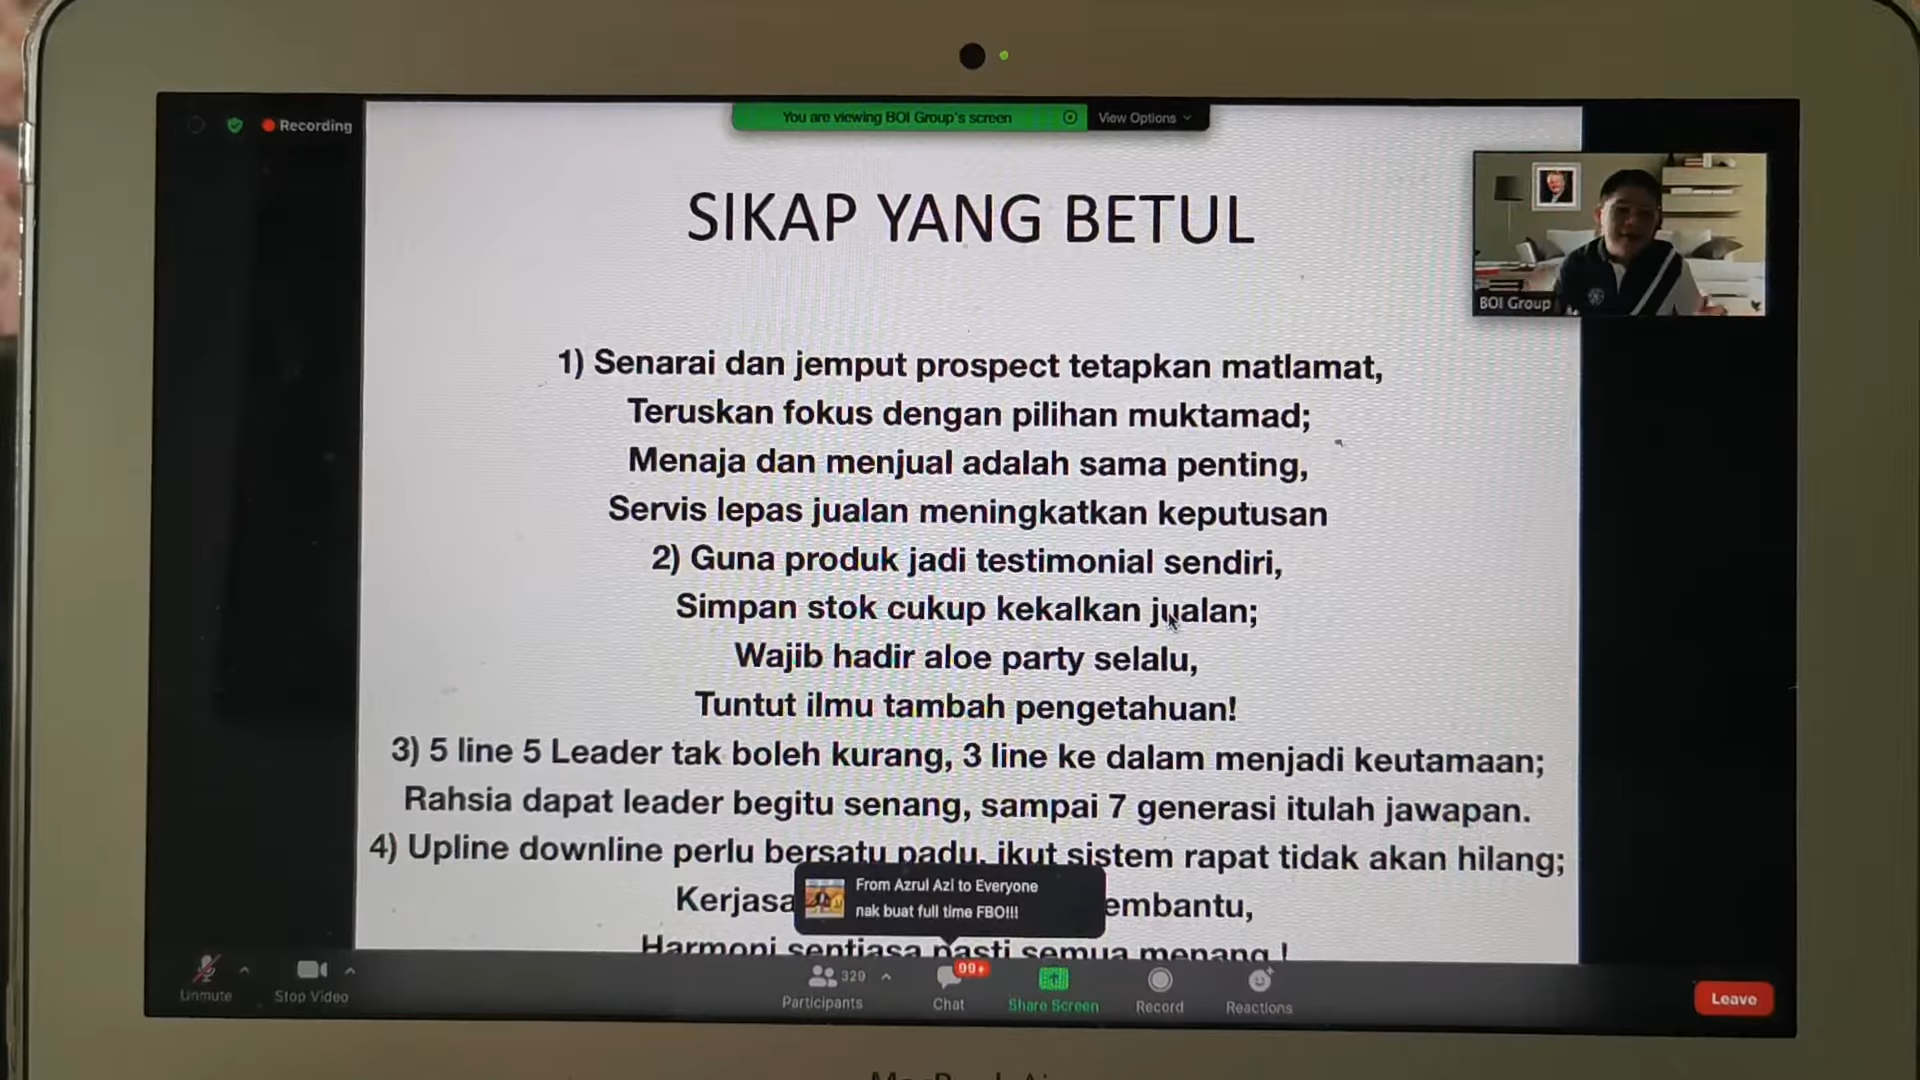 Recording
You are viewing BOI Group's screen
View Options
SIKAP YANG BETUL
BOI Group
1) Senarai dan jemput prospect tetapkan matlamat,
Teruskan fokus dengan pilihan muktamad;
Menaja dan menjual adalah sama penting,
Servis lepas jualan meningkatkan keputusan
2) Guna produk jadi testimonial sendiri,
Simpan stok cukup kekalkan jualan;
Wajib hadir aloe party selalu,
Tuntut ilmu tambah pengetahuan!
3) 5 line 5 Leader tak boleh kurang, 3 line ke dalam menjadi keutamaan;
Rahsia dapat leader begitu senang, sampai 7 generasi itulah jawapan.
4) Upline downline perlu bersatu padu, ikut sistem rapat tidak akan hilang;
From Azrul Azi to Everyone
nak buat full time FBO!!!
Harmoni sentiasa pasti semua menang !
Unmute
Stop Video
329
Participants
99+
Chat
Share Screen
Record
Reactions
Leave